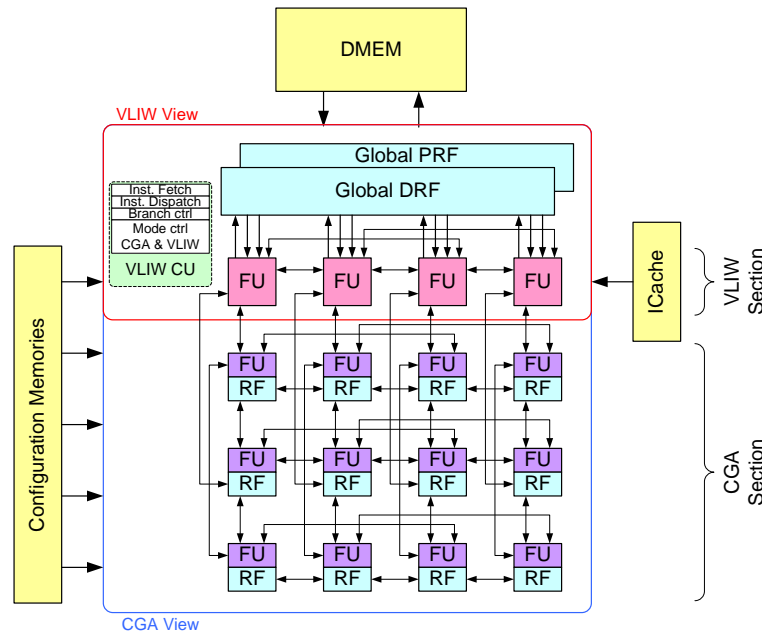 DMEM
VLIW View
Global PRF
Global DRF
Inst. Fetch
Inst. Dispatch
Branch ctrl
Mode ctrl
CGA & VLIW
VLIW CU
FU FU FU FU
ICache
VLIW
Section
Configuration Memories
FU FU FU FU
RF RF RF RF
FU FU FU FU
RF RF RF RF
FU FU FU FU
RF RF RF RF
CGA
Section
CGA View